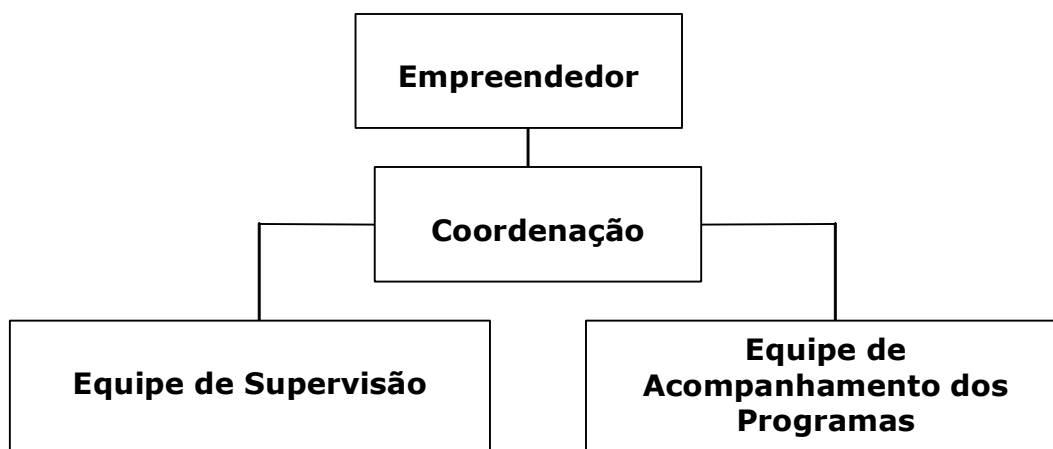 Empreendedor
Coordenação
Equipe de Supervisão
Equipe de
Acompanhamento dos
Programas